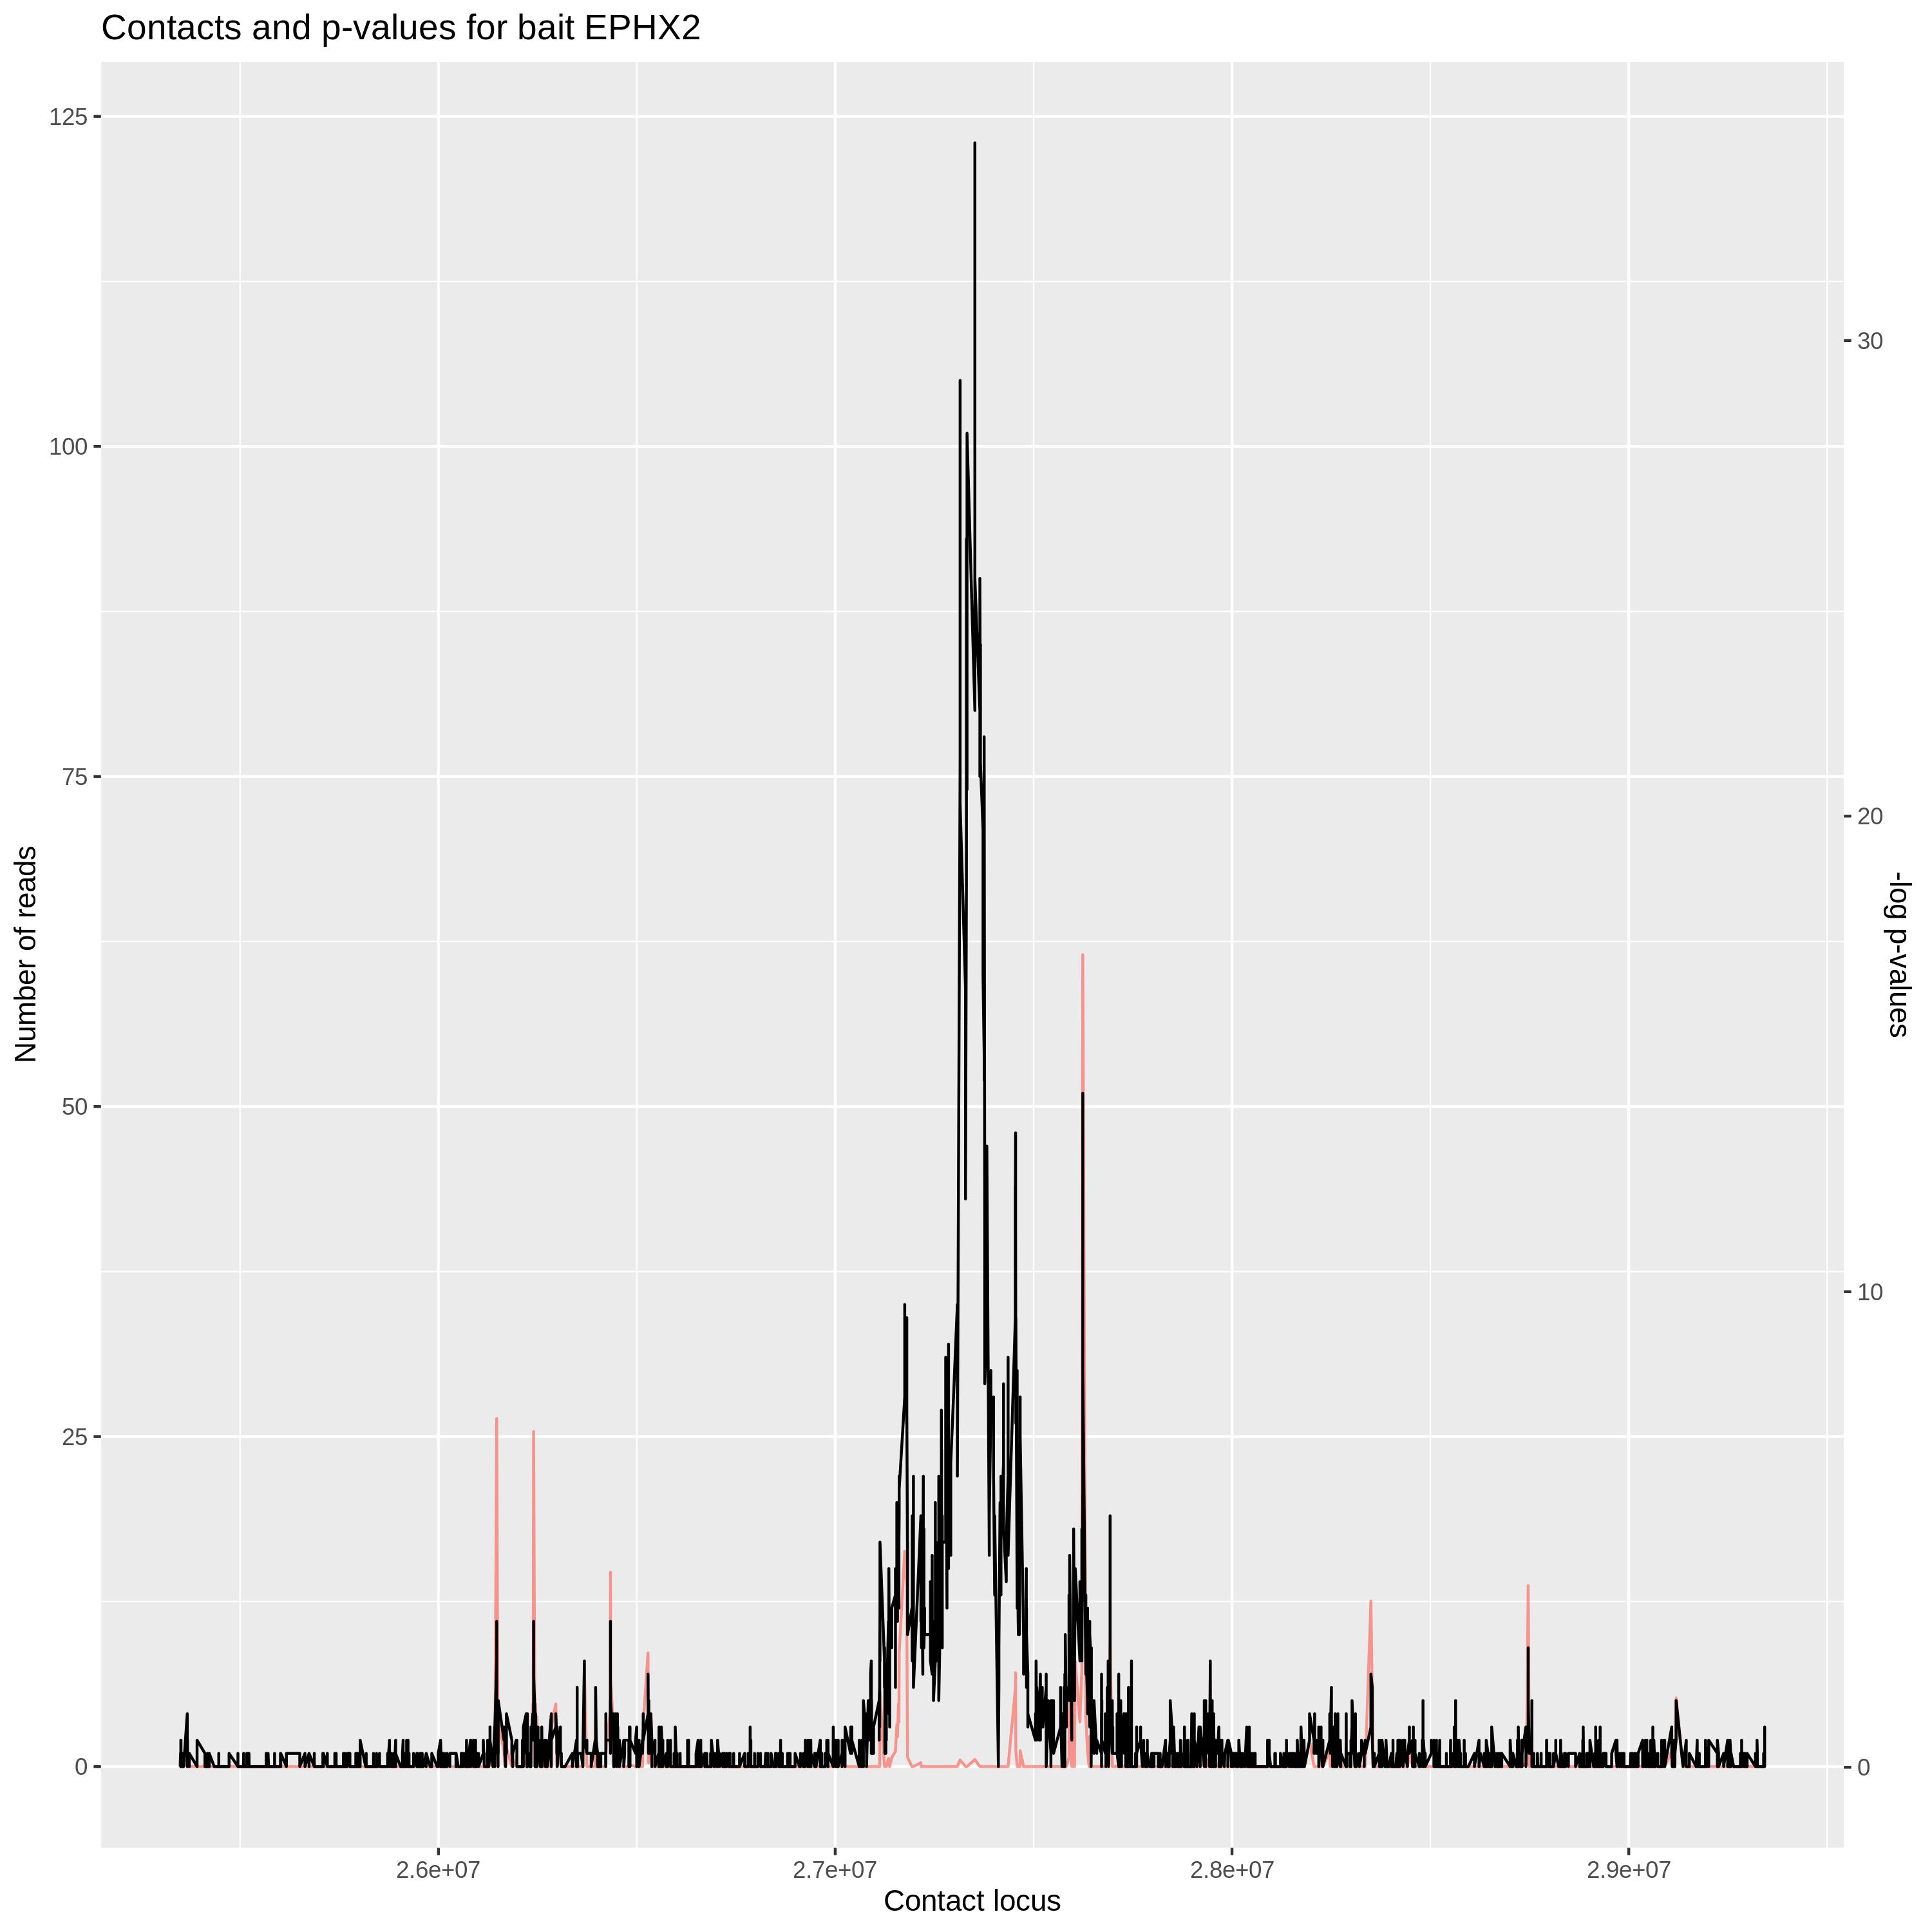 Contacts and p-values for bait EPHX2
125
100
75
50
25
0
Number of reads
30
20
10
0
-log p-values
2.6e+07
2.7e+07
2.8e+07
2.9e+07
Contact locus